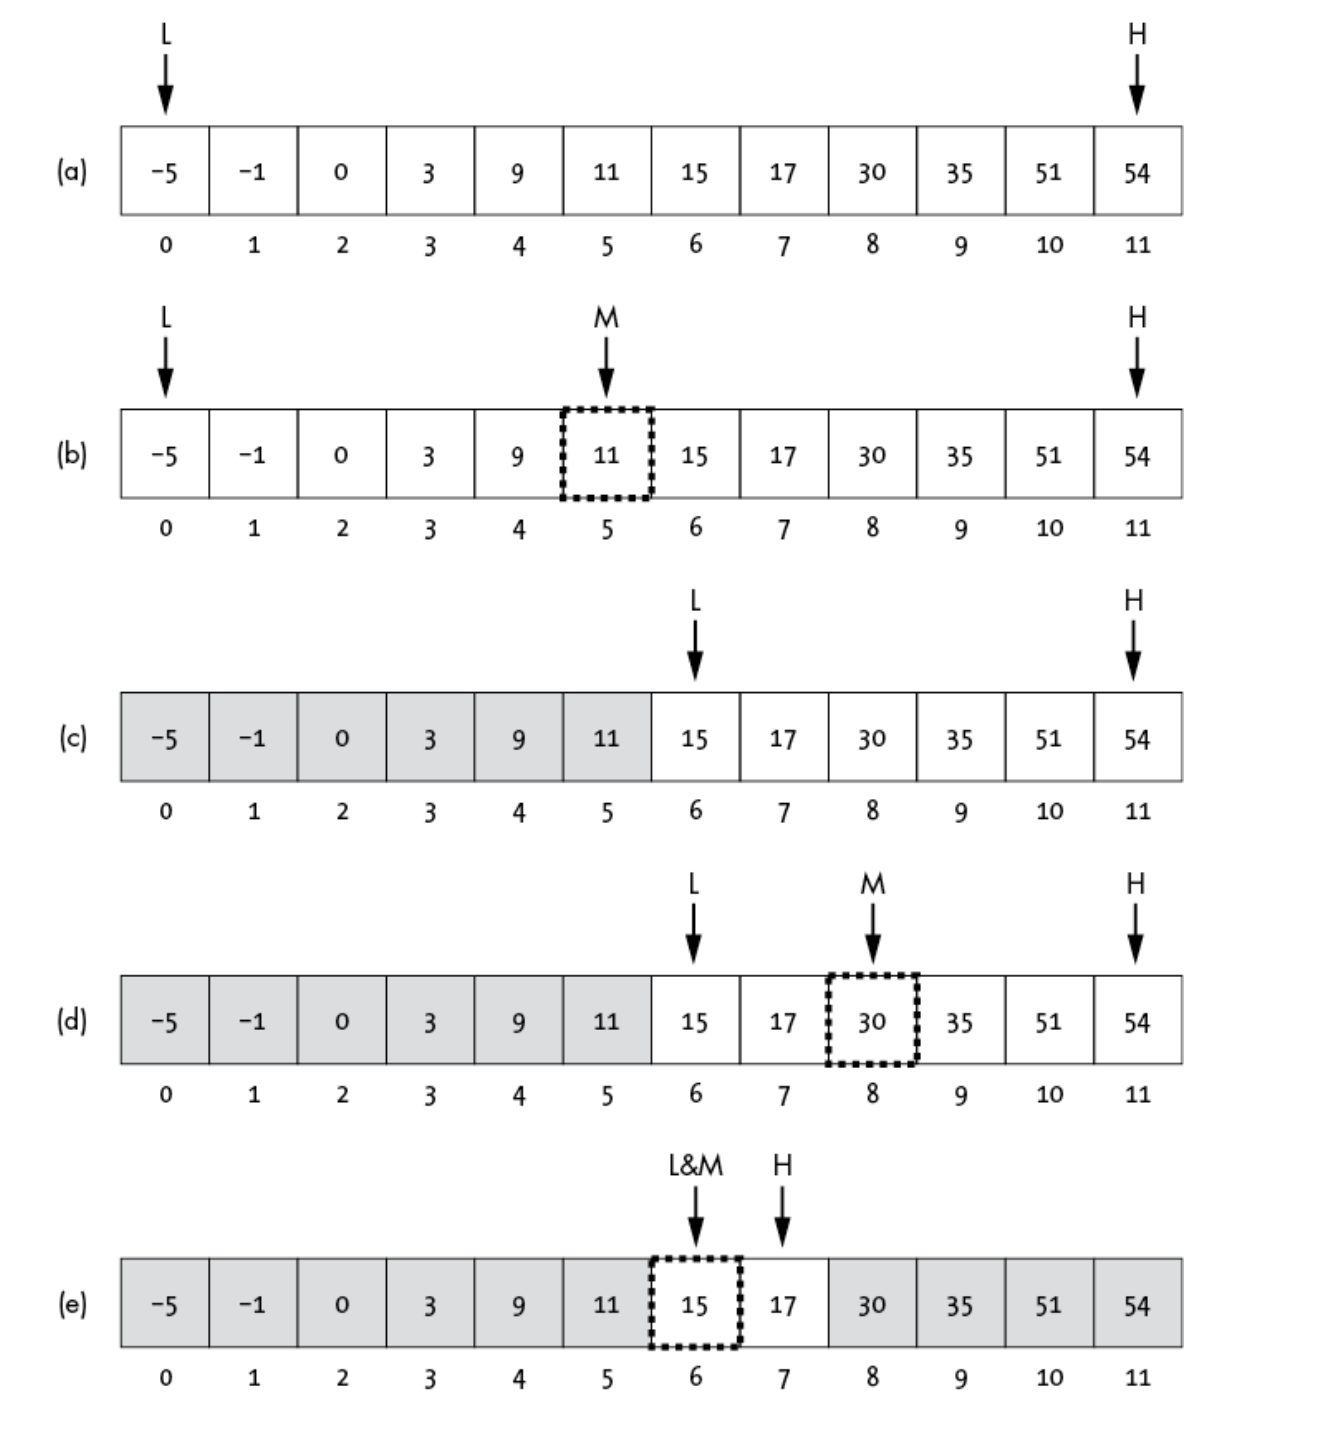 L H
(a) −5 −1 0 3 9 11 15 17 30 35 51 54
0 1 2 3 4 5 6 7 8 9 10 11
L M H
(b) −5 −1 0 3 9 11 15 17 30 35 51 54
0 1 2 3 4 5 6 7 8 9 10 11
L H
(c) −5 −1 0 3 9 11 15 17 30 35 51 54
0 1 2 3 4 5 6 7 8 9 10 11
L M H
(d) −5 −1 0 3 9 11 15 17 30 35 51 54
0 1 2 3 4 5 6 7 8 9 10 11
L&M H
(e) −5 −1 0 3 9 11 15 17 30 35 51 54
0 1 2 3 4 5 6 7 8 9 10 11